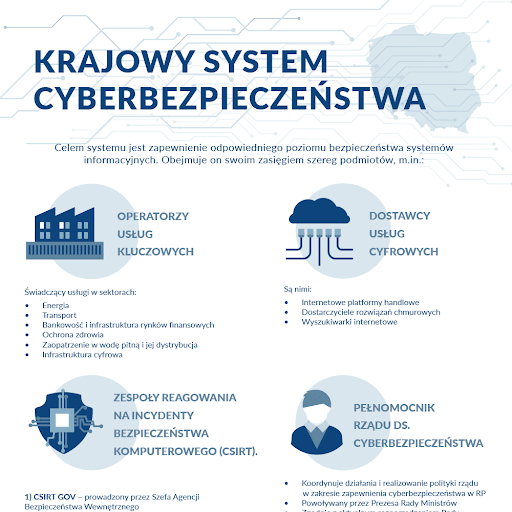 KRAJOWY SYSTEM
CYBERBEZPIECZEŃSTWA
Celem systemu jest zapewnienie odpowiedniego poziomu bezpieczeństwa systemów
informacyjnych. Obejmuje on swoim zasięgiem szereg podmiotów, m.in.:
OPERATORZY
USŁUG
KLUCZOWYCH
Świadczący usługi w sektorach:
• Energia
• Transport
• Bankowość i infrastruktura rynków finansowych
• Ochrona zdrowia
• Zaopatrzenie w wodę pitną i jej dystrybucja
• Infrastruktura cyfrowa
DOSTAWCY
USŁUG
CYFROWYCH
Są nimi:
• Internetowe platformy handlowe
• Dostarczyciele rozwiązań chmurowych
• Wyszukiwarki internetowe
ZESPOŁY REAGOWANIA
NA INCYDENTY
BEZPIECZEŃSTWA
KOMPUTEROWEGO (CSIRT).
1) CSIRT GOV – prowadzony przez Szefa Agencji
Bezpieczeństwa Wewnętrznego
PEŁNOMOCNIK
RZĄDU DS.
CYBERBEZPIECZEŃSTWA
• Koordynuje działania i realizowanie polityki rządu
w zakresie zapewnienia cyberbezpieczeństwa w RP
• Powoływany przez Prezesa Rady Ministrów